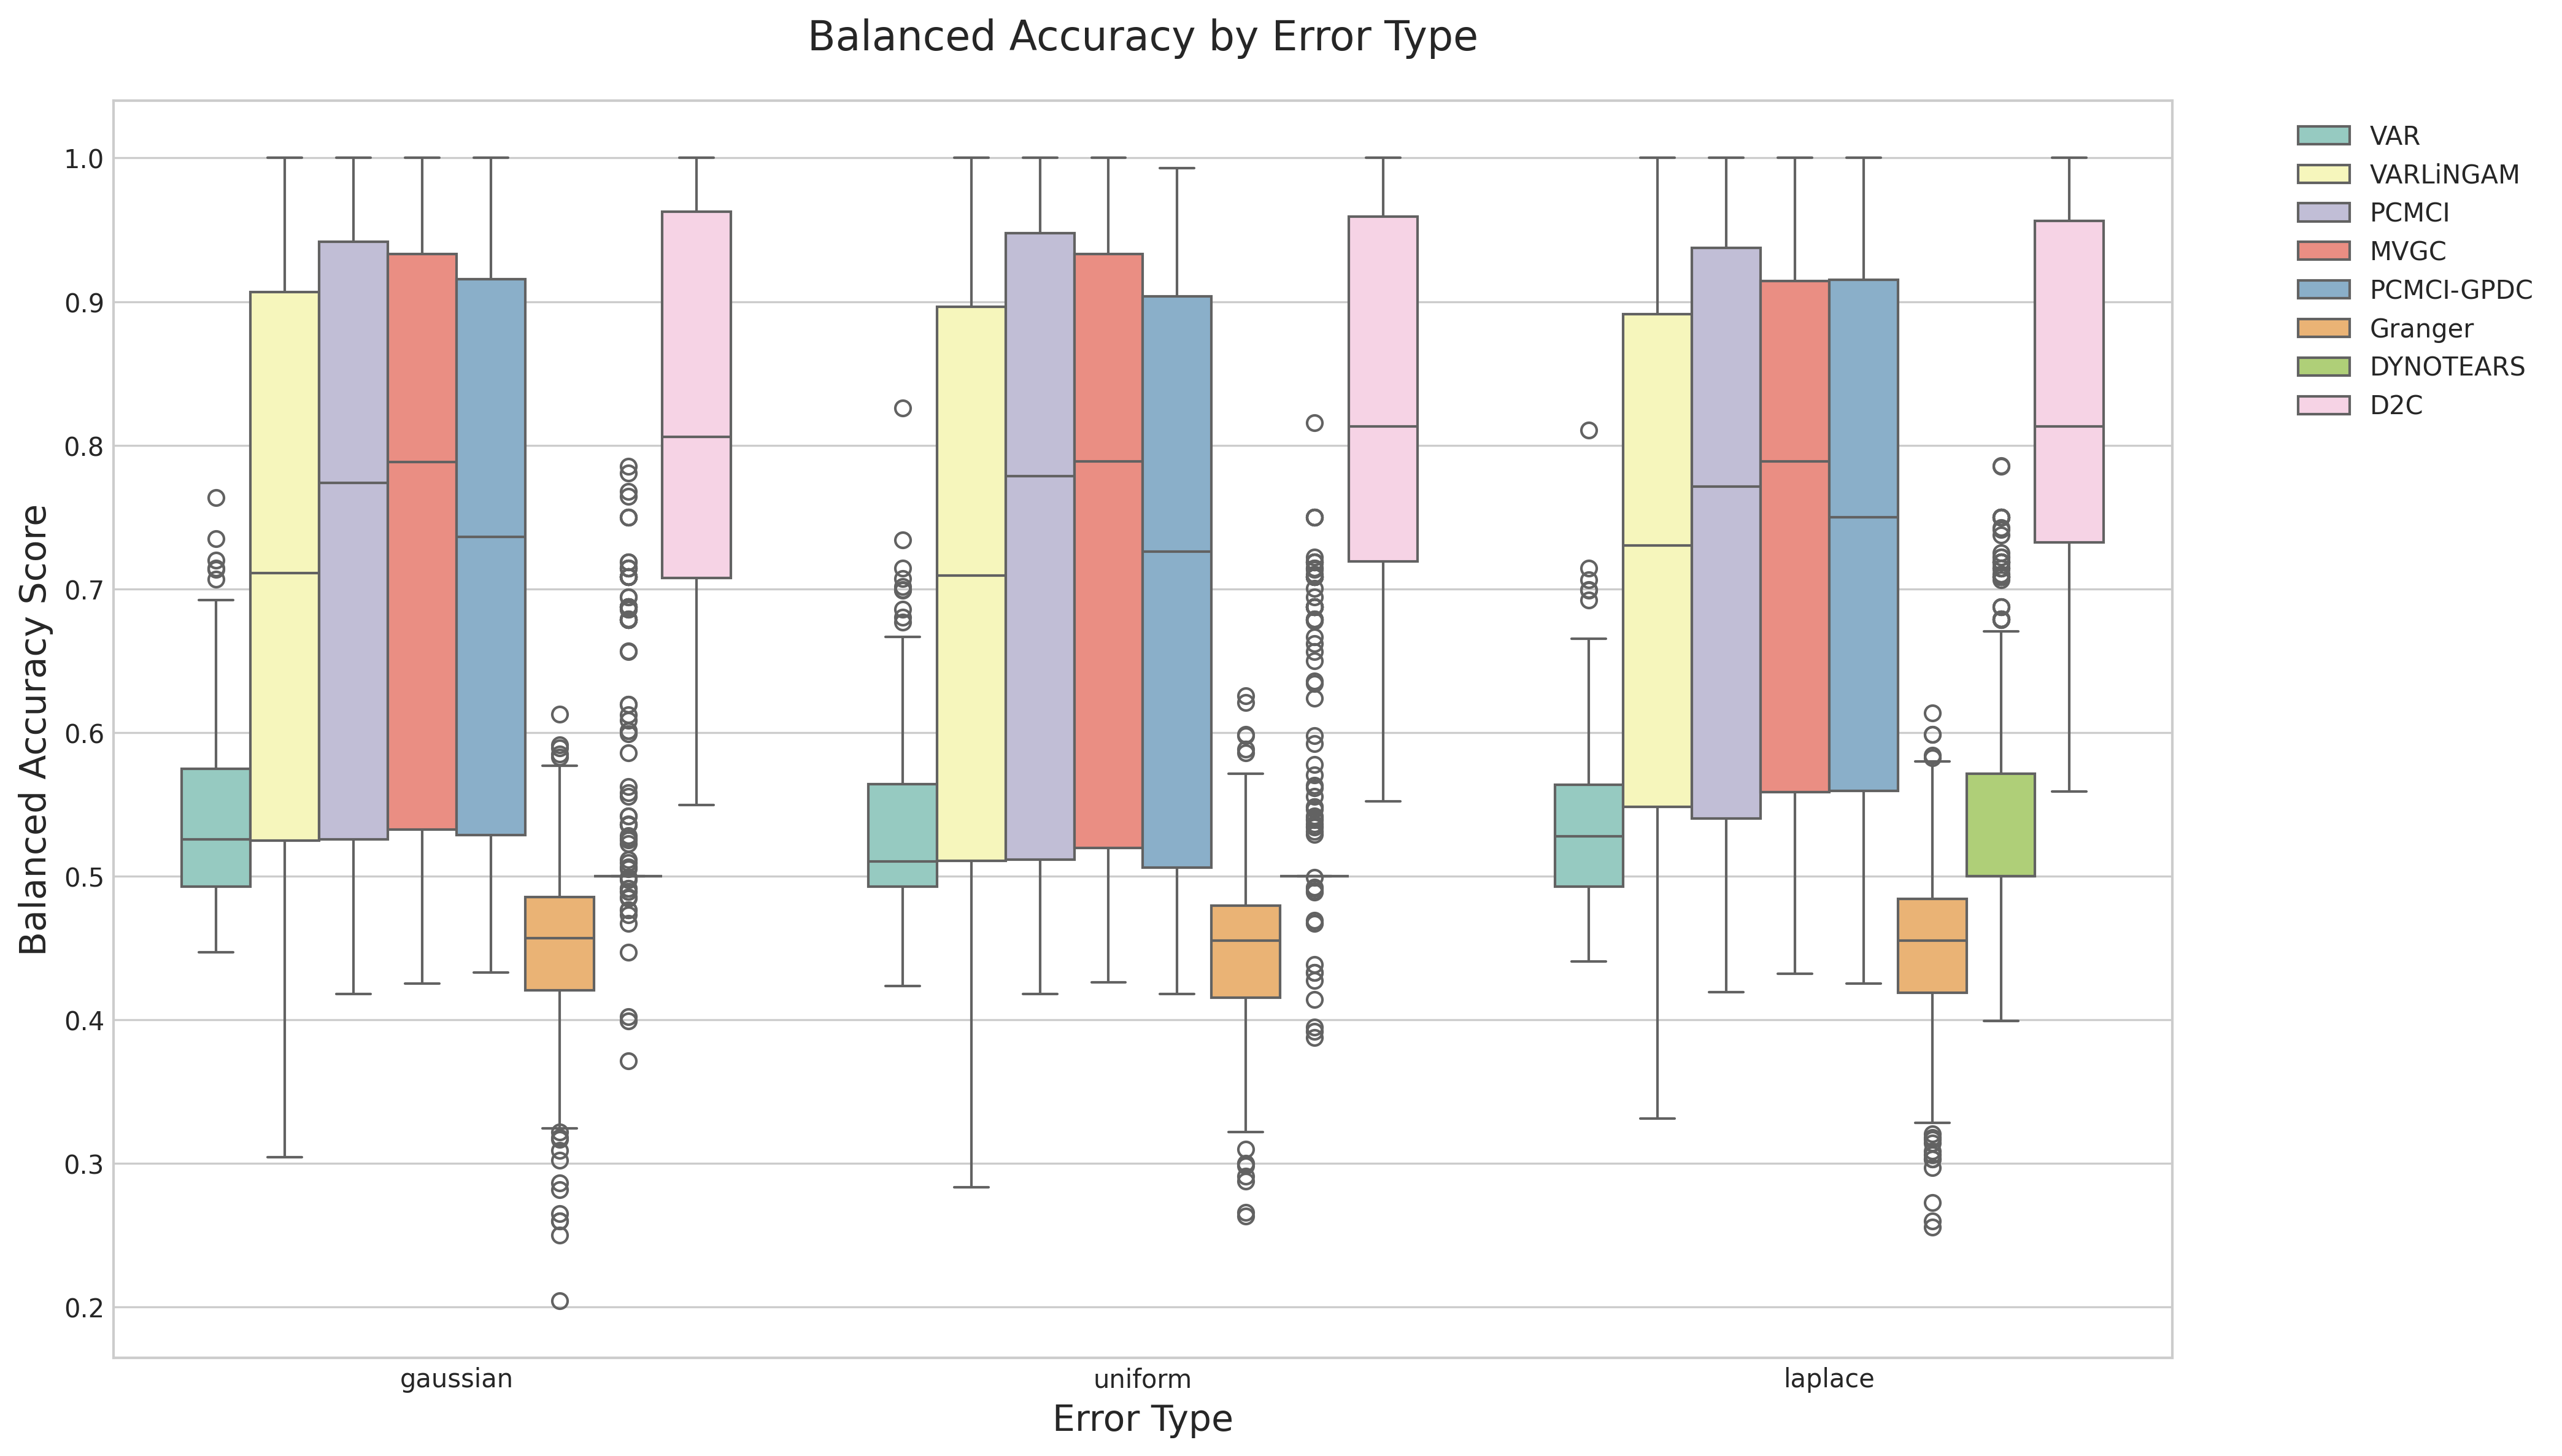 Balanced Accuracy by Error Type
Balanced Accuracy Score
1.0
0.9
0.8
0.7
0.6
0.5
0.4
0.3
0.2
gaussian
uniform
laplace
Error Type
VAR
VARLiNGAM
PCMCI
MVGC
PCMCI-GPDC
Granger
DYNOTEARS
D2C